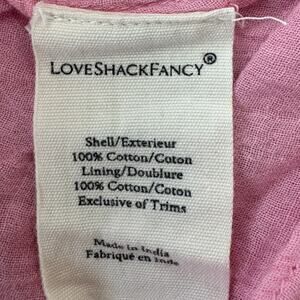 LOVESHACKFANCY®
Shell/Exterieur
100% Cotton/Coton
Lining/Doublure
100% Cotton/Coton
Exclusive of Trims
Made in India
Fabriqué en Inde